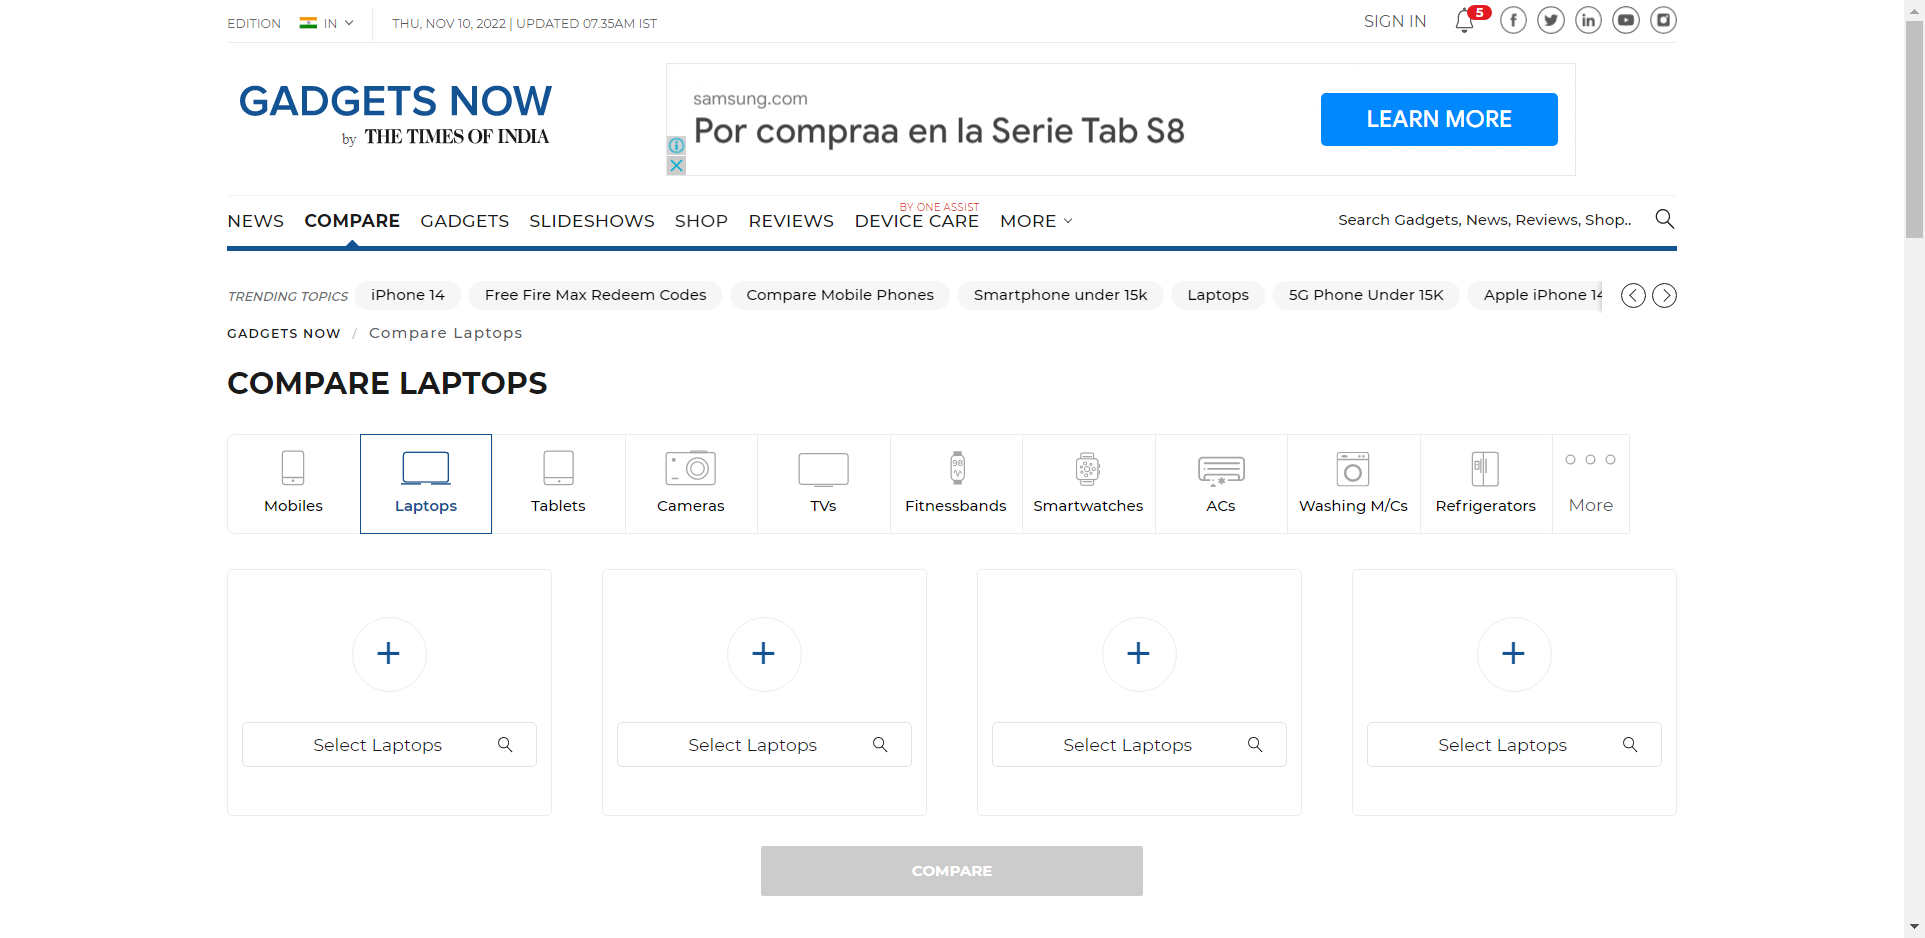 EDITION IN THU, NOV 10, 2022 | UPDATED 07.35AM IST SIGN IN 5
samsung.com
Por compraa en la Serie Tab S8
LEARN MORE
GADGETS NOW
by THE TIMES OF INDIA
BY ONE ASSIST
NEWS COMPARE GADGETS SLIDESHOWS SHOP REVIEWS DEVICE CARE MORE Search Gadgets, News, Reviews, Shop..
TRENDING TOPICS iPhone 14 Free Fire Max Redeem Codes Compare Mobile Phones Smartphone under 15k Laptops 5G Phone Under 15K Apple iPhone 14
GADGETS NOW / Compare Laptops
COMPARE LAPTOPS
98
Mobiles Laptops Tablets Cameras TVs Fitnessbands Smartwatches ACs Washing M/Cs Refrigerators More
Select Laptops Select Laptops Select Laptops Select Laptops
COMPARE